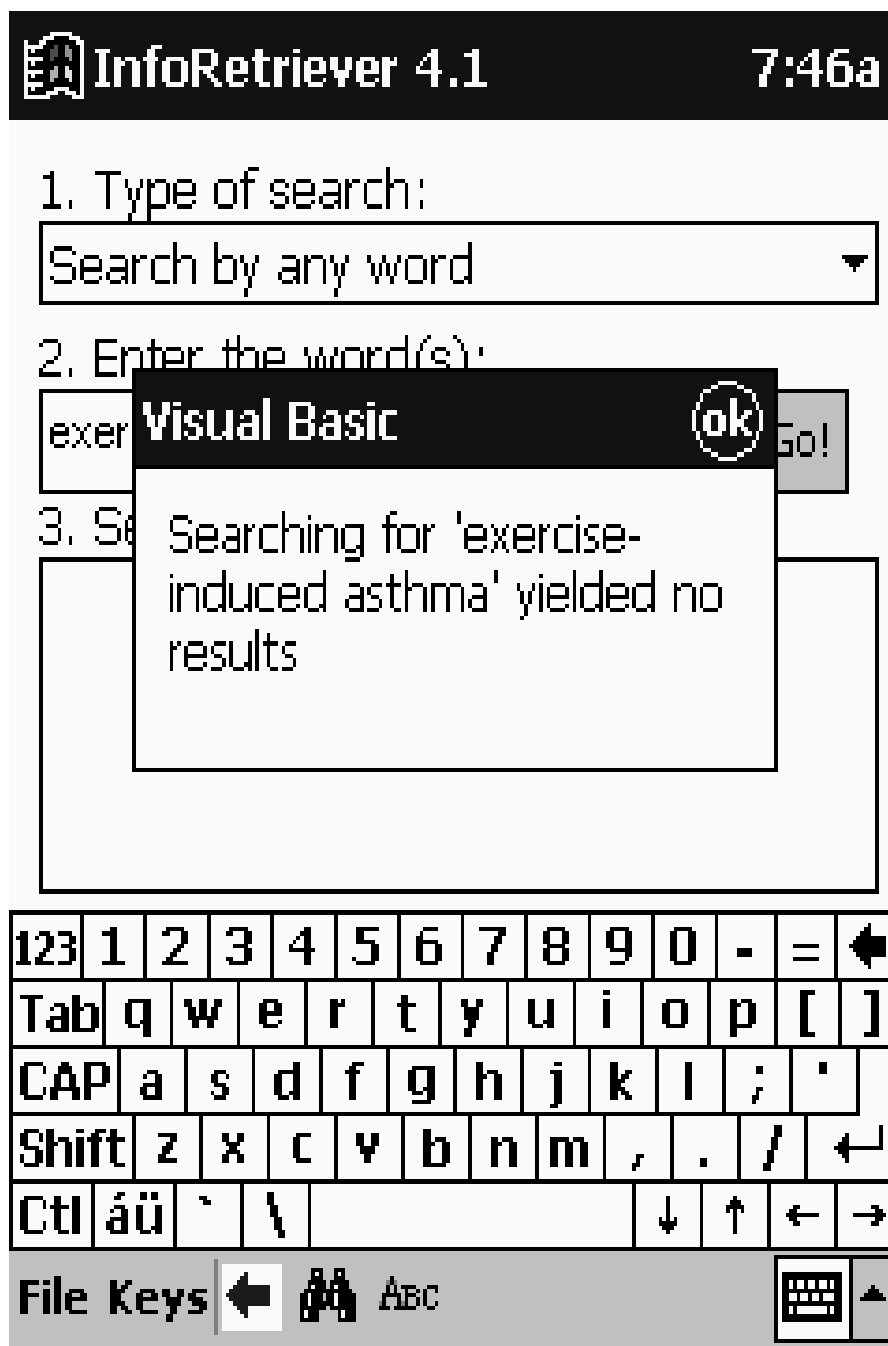 InfoRetriever 4.1 7:46a
1. Type of search:
Search by any word
2. Enter the word(s):
exer
Go!
Visual Basic ok
3. Se
Searching for 'exercise-
induced asthma' yielded no
results
123 1 2 3 4 5 6 7 8 9 0 - =
Tab q w e r t y u i o p [ ]
CAP a s d f g h j k l ; '
Shift z x c v b n m , . /
Ctl áü ` \
File Keys ABC